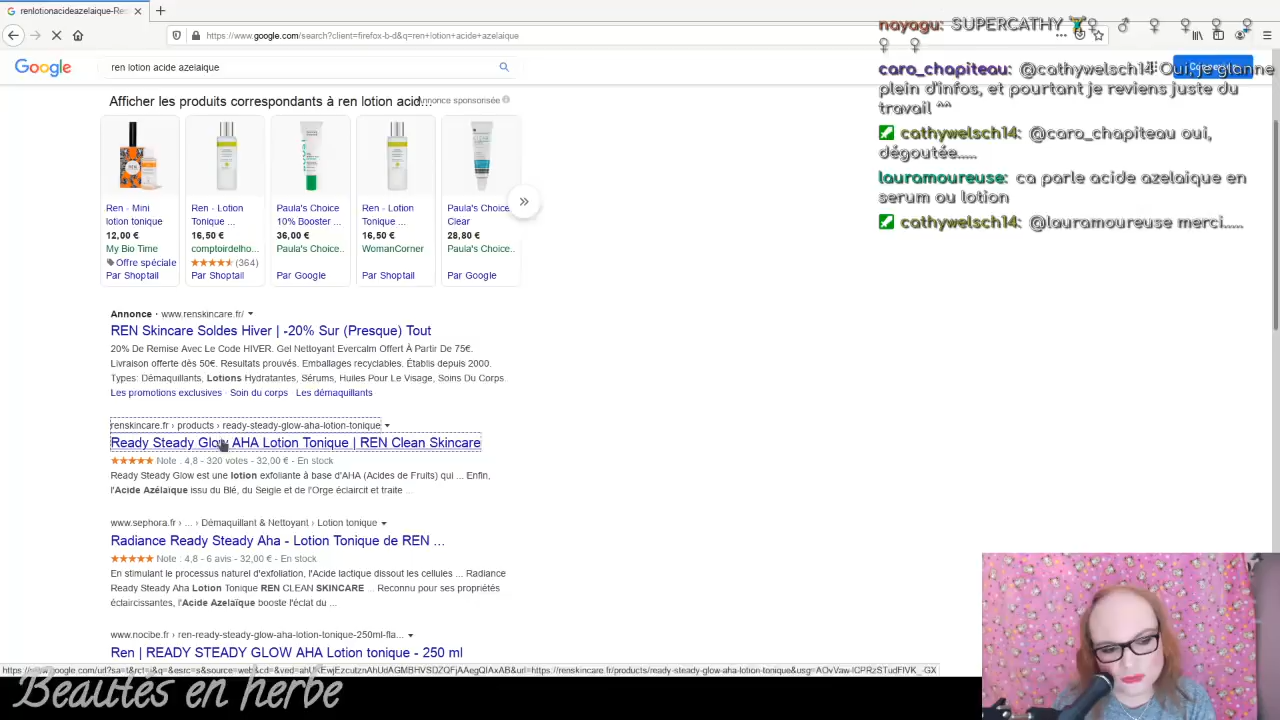 renlotionacideazelaique-Re
https://www.google.com/search?client=firefox-b-d&q=ren+lotion+acide+azelaique
Google
ren lotion acide azelaique
Afficher les produits correspondants à ren lotion acid...
Annonce sponsorisée
Ren - Mini lotion tonique
12,00 €
My Bio Time
Offre spéciale
Par Shoptail
Ren - Lotion Tonique ...
16,50 €
comptoirdelho...
(364)
Par Shoptail
Paula's Choice 10% Booster ...
36,00 €
Paula's Choice..
Par Google
Ren - Lotion Tonique ...
16,50 €
WomanCorner
Par Shoptail
Paula's Choice Clear
28,80 €
Paula's Choice..
Par Google
Annonce · www.renskincare.fr/
REN Skincare Soldes Hiver | -20% Sur (Presque) Tout
20% De Remise Avec Le Code HIVER. Gel Nettoyant Evercalm Offert À Partir De 75€.
Livraison offerte dès 50€. Resultats prouvés. Emballages recyclables. Établis depuis 2000.
Types: Démaquillants, Lotions Hydratantes, Sérums, Huiles Pour Le Visage, Soins Du Corps.
Les promotions exclusives · Soin du corps · Les démaquillants
renskincare.fr › products › ready-steady-glow-aha-lotion-tonique
Ready Steady Glow AHA Lotion Tonique | REN Clean Skincare
Note : 4,8 - 320 votes - 32,00 € - En stock
Ready Steady Glow est une lotion exfoliante à base d'AHA (Acides de Fruits) qui ... Enfin,
l'Acide Azélaïque issu du Blé, du Seigle et de l'Orge éclaircit et traite ...
www.sephora.fr › ... › Démaquillant & Nettoyant › Lotion tonique
Radiance Ready Steady Aha - Lotion Tonique de REN ...
Note : 4,8 - 6 avis - 32,00 € - En stock
En stimulant le processus naturel d'exfoliation, l'Acide lactique dissout les cellules ... Radiance
Ready Steady Aha Lotion Tonique REN CLEAN SKINCARE ... Reconnu pour ses propriétés
éclaircissantes, l'Acide Azelaïque booste l'éclat du ...
www.nocibe.fr › ren-ready-steady-glow-aha-lotion-tonique-250ml-fla...
Ren | READY STEADY GLOW AHA Lotion tonique - 250 ml
Beautés en herbe
nayagu: SUPERCATHY
caro_chapiteau: @cathywelsch14 Oui, je glanne
plein d'infos, et pourtant je reviens juste du
travail ^^
cathywelsch14: @caro_chapiteau oui,
dégoutée.....
lauramoureuse: ca parle acide azelaique en
serum ou lotion
cathywelsch14: @lauramoureuse merci.....